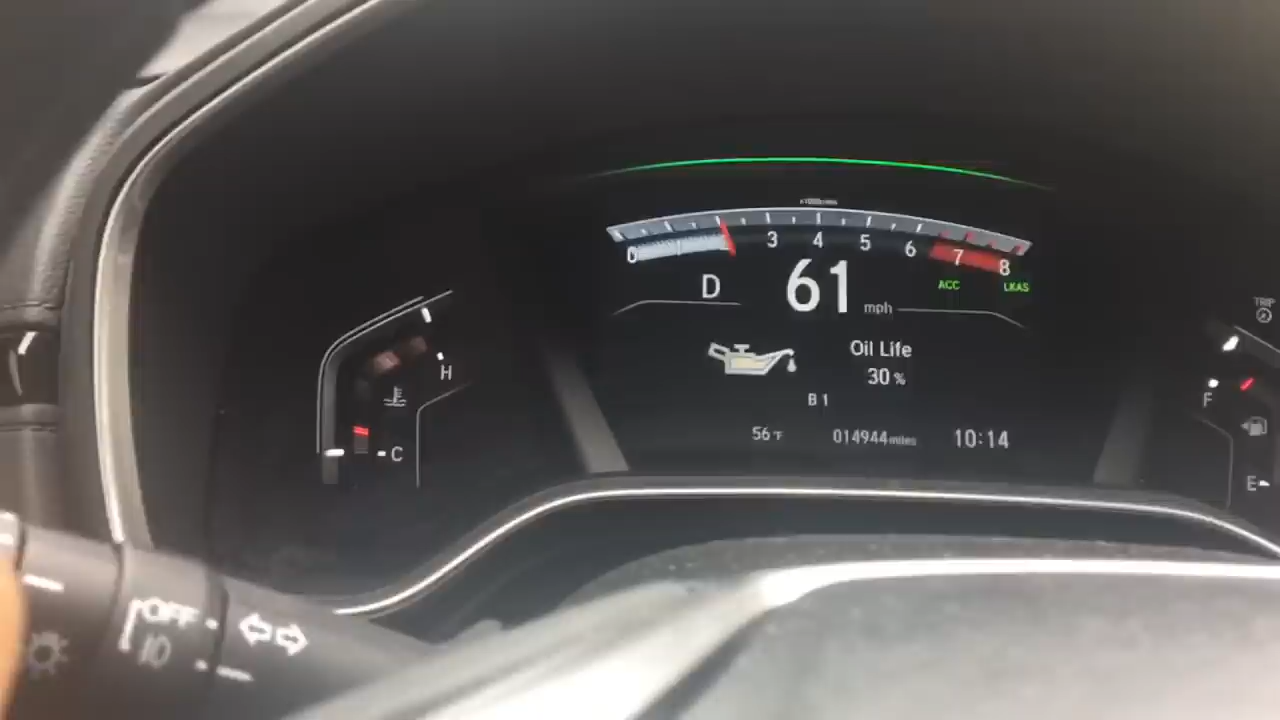 0 3 4 5 6 7 8
D 61 mph
ACC LKAS
TRIP
Oil Life
30 %
B 1
56 °F 014944 miles 10:14
H
C
F
E
OFF